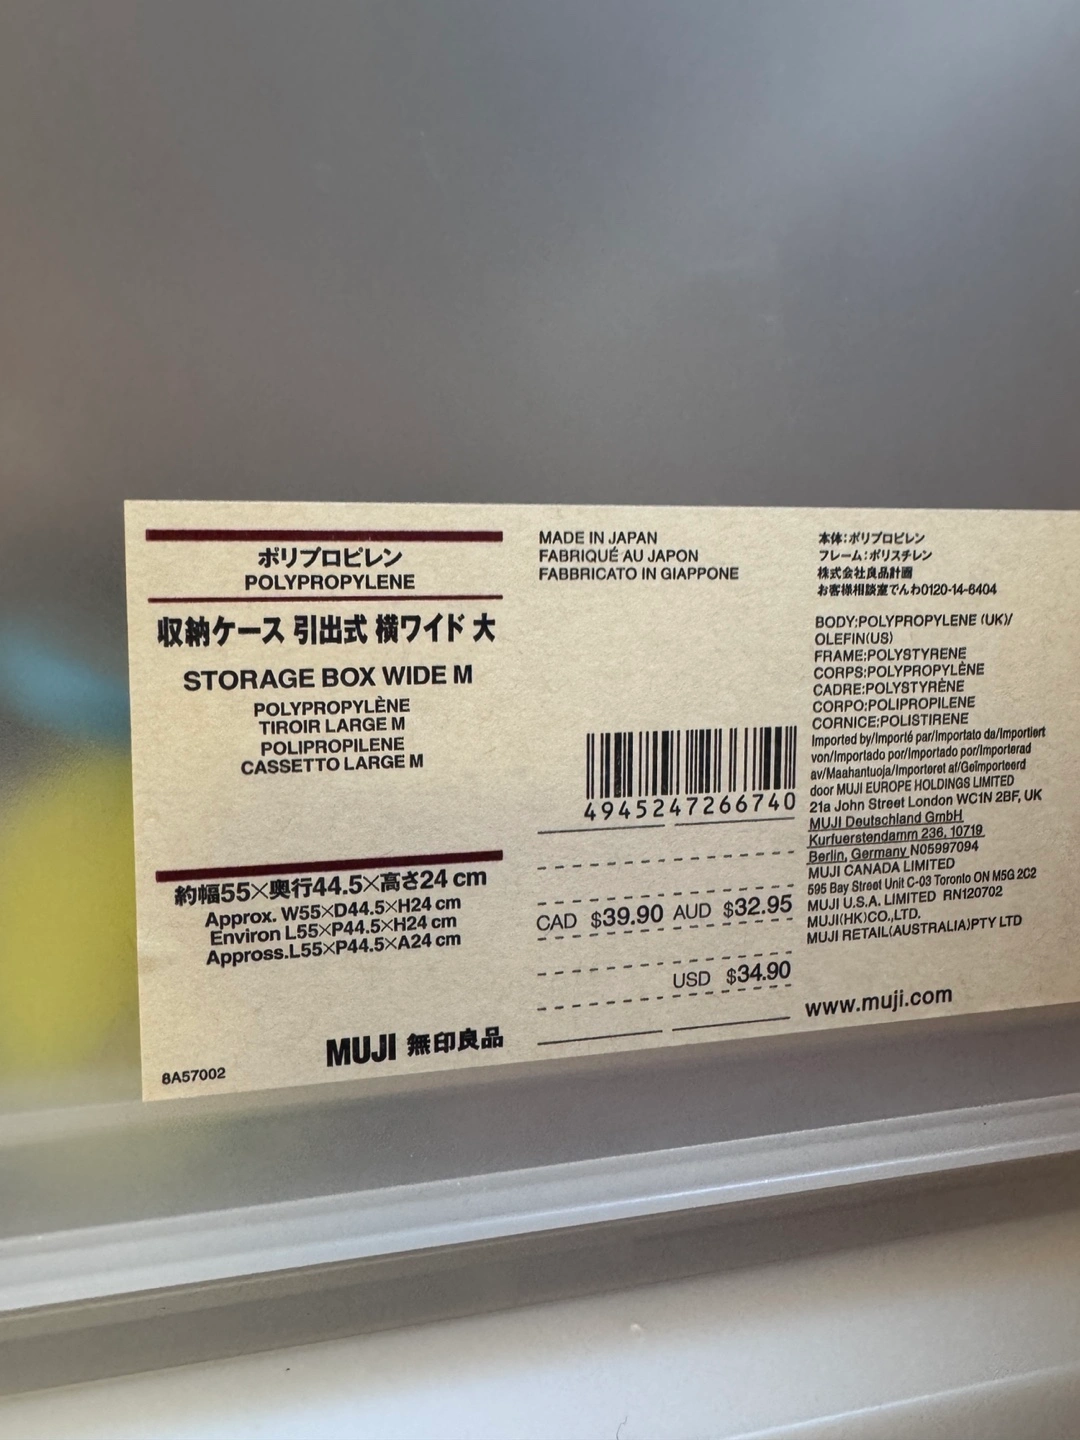 ポリプロピレン
POLYPROPYLENE
収納ケース 引出式 横ワイド 大
STORAGE BOX WIDE M
POLYPROPYLÈNE
TIROIR LARGE M
POLIPROPILENE
CASSETTO LARGE M
約幅55×奥行44.5×高さ24 cm
Approx. W55×D44.5×H24 cm
Environ L55×P44.5×H24 cm
Appross.L55×P44.5×A24 cm
MUJI 無印良品
8A57002
MADE IN JAPAN
FABRIQUÉ AU JAPON
FABBRICATO IN GIAPPONE
4945247266740
CAD $39.90 AUD $32.95
USD $34.90
本体:ポリプロピレン
フレーム:ポリスチレン
株式会社良品計画
お客様相談室でんわ0120-14-6404
BODY:POLYPROPYLENE (UK)/
OLEFIN(US)
FRAME:POLYSTYRENE
CORPS:POLYPROPYLÈNE
CADRE:POLYSTYRÈNE
CORPO:POLIPROPILENE
CORNICE:POLISTIRENE
Imported by/Importé par/Importato da/Importiert
von/Importado por/Importado por/Importerad
av/Maahantuoja/Importeret af/Geïmporteerd
door MUJI EUROPE HOLDINGS LIMITED
21a John Street London WC1N 2BF, UK
MUJI Deutschland GmbH
Kurfuerstendamm 236, 10719
Berlin, Germany N05997094
MUJI CANADA LIMITED
595 Bay Street Unit C-03 Toronto ON M5G 2C2
MUJI U.S.A. LIMITED RN120702
MUJI(HK)CO.,LTD.
MUJI RETAIL(AUSTRALIA)PTY LTD
www.muji.com